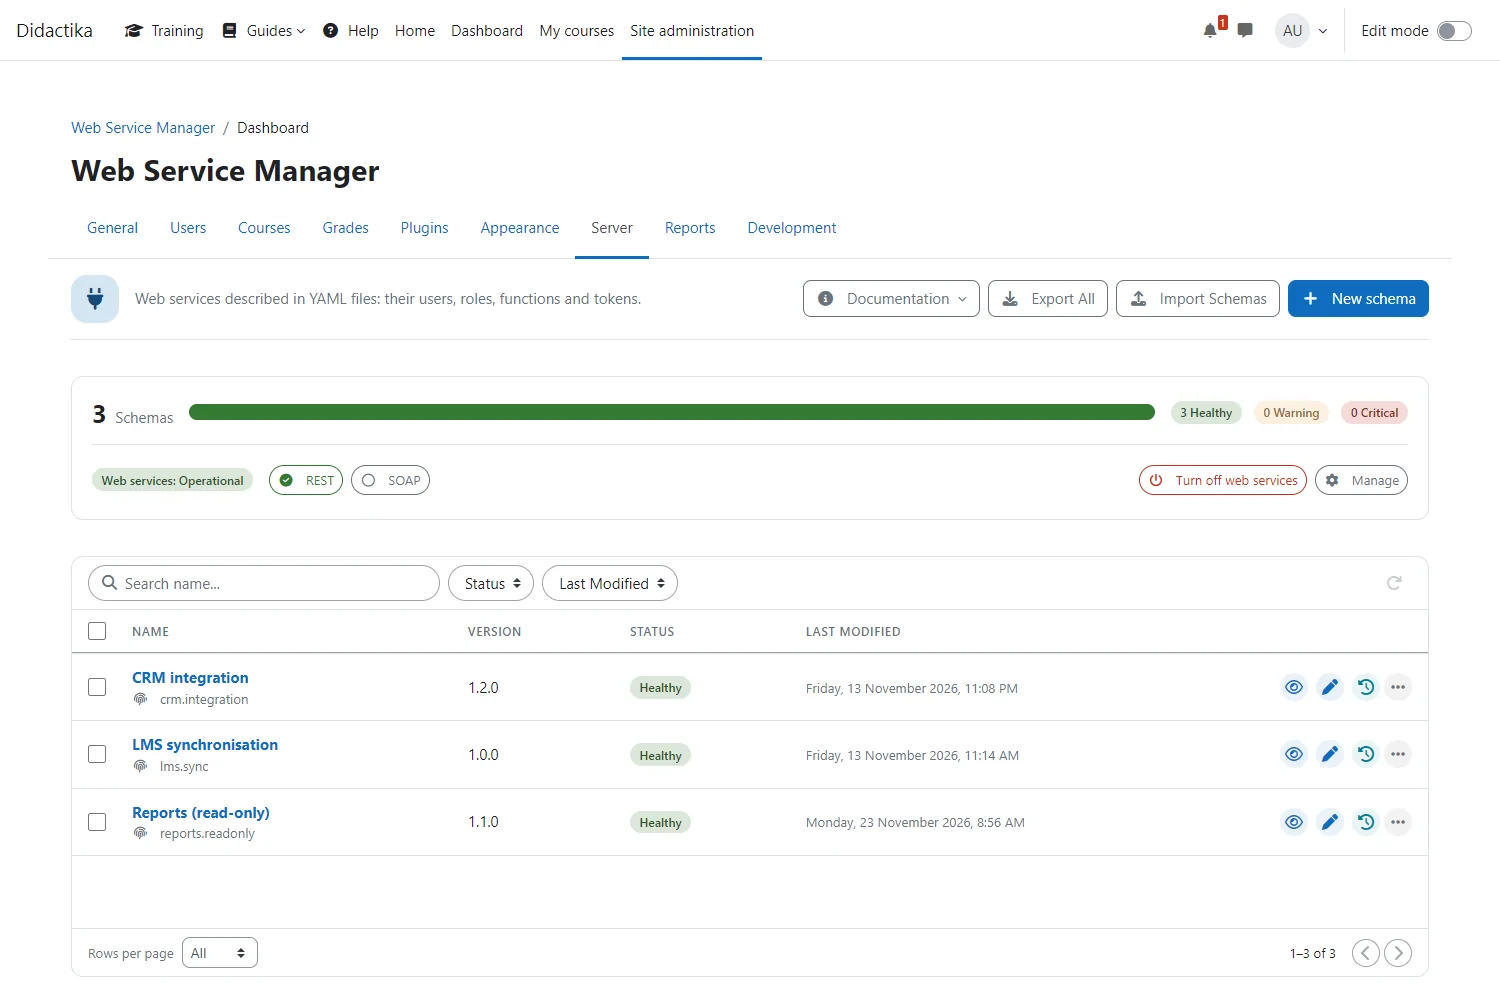 Didactika Training Guides Help Home Dashboard My courses Site administration 1 AU Edit mode
Web Service Manager / Dashboard
Web Service Manager
General Users Courses Grades Plugins Appearance Server Reports Development
Web services described in YAML files: their users, roles, functions and tokens. Documentation Export All Import Schemas New schema
3 Schemas 3 Healthy 0 Warning 0 Critical
Web services: Operational REST SOAP Turn off web services Manage
Search name... Status Last Modified
NAME VERSION STATUS LAST MODIFIED
CRM integration 1.2.0 Healthy Friday, 13 November 2026, 11:08 PM
crm.integration
LMS synchronisation 1.0.0 Healthy Friday, 13 November 2026, 11:14 AM
lms.sync
Reports (read-only) 1.1.0 Healthy Monday, 23 November 2026, 8:56 AM
reports.readonly
Rows per page All 1–3 of 3